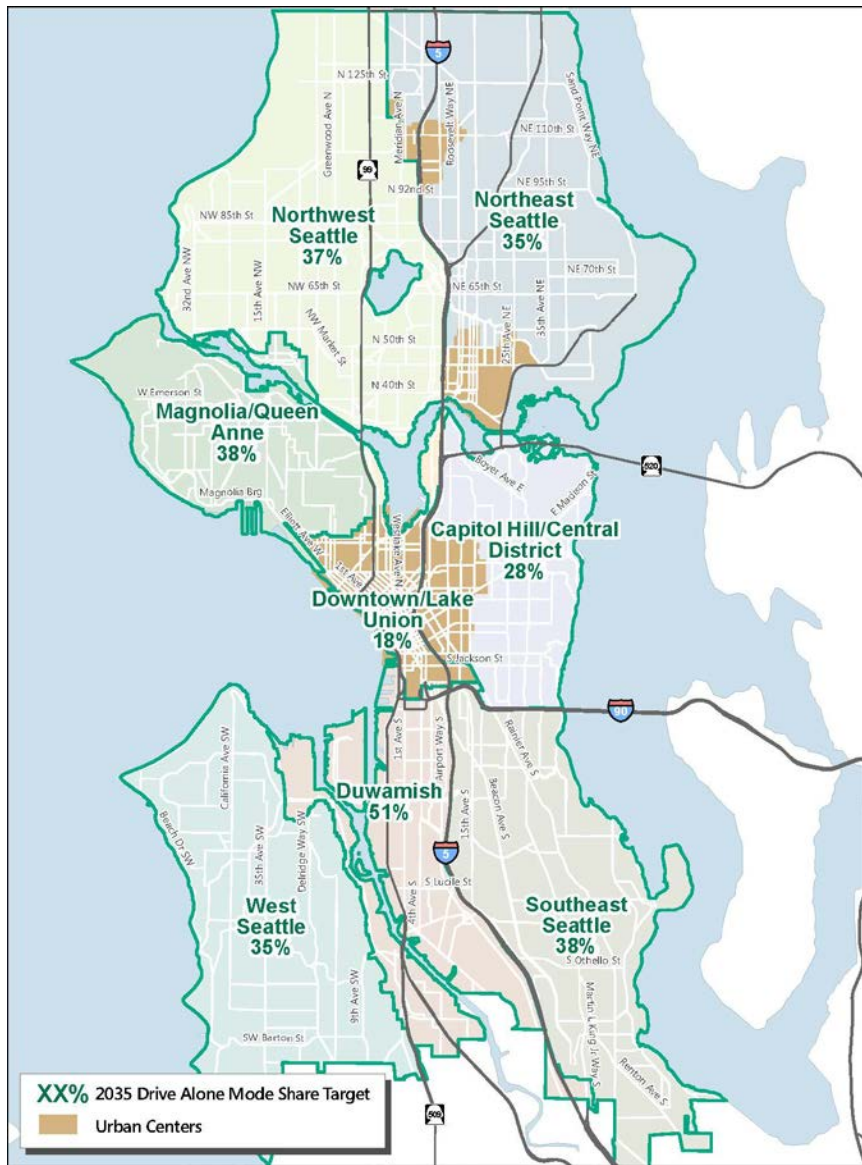 5
N 125th St
Greenwood Ave N
Meridian Ave N
Roosevelt Way NE
Sand Point Way NE
NE 110th St
99
N 92nd St
NE 95th St
NW 85th St
Northwest
Seattle
37%
Northeast
Seattle
35%
32nd Ave NW
15th Ave NW
NW 65th St
NE 65th St
NE 70th St
25th Ave NE
35th Ave NE
NW Market St
N 50th St
N 40th St
W Emerson St
Magnolia/Queen
Anne
38%
520
Boyer Ave E
E Madison St
Magnolia Brg
Elliott Ave W
Westlake Ave N
1st Ave
Capitol Hill/Central
District
28%
Downtown/Lake
Union
18%
S Jackson St
90
California Ave SW
1st Ave S
Airport Way S
Rainier Ave S
Duwamish
51%
Beach Dr SW
35th Ave SW
Delridge Way SW
15th Ave S
Beacon Ave S
5
S Lucile St
4th Ave S
West
Seattle
35%
Southeast
Seattle
38%
S Othello St
9th Ave SW
Martin L King Jr Way S
SW Barton St
Renton Ave S
XX% 2035 Drive Alone Mode Share Target
Urban Centers
509